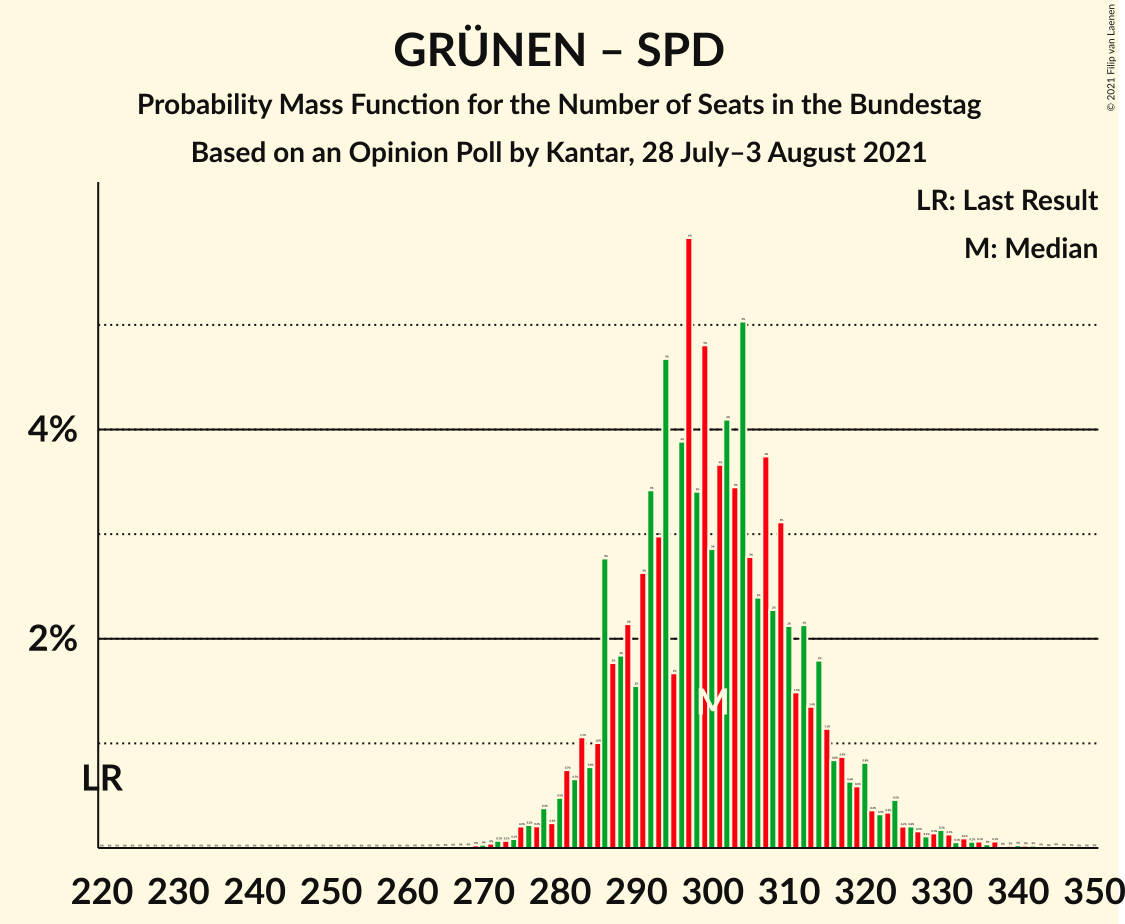 GRÜNEN – SPD
Probability Mass Function for the Number of Seats in the Bundestag
Based on an Opinion Poll by Kantar, 28 July–3 August 2021
© 2021 Filip van Laenen
LR: Last Result
M: Median
4%
2%
M
LR
220 230 240 250 260 270 280 290 300 310 320 330 340 350